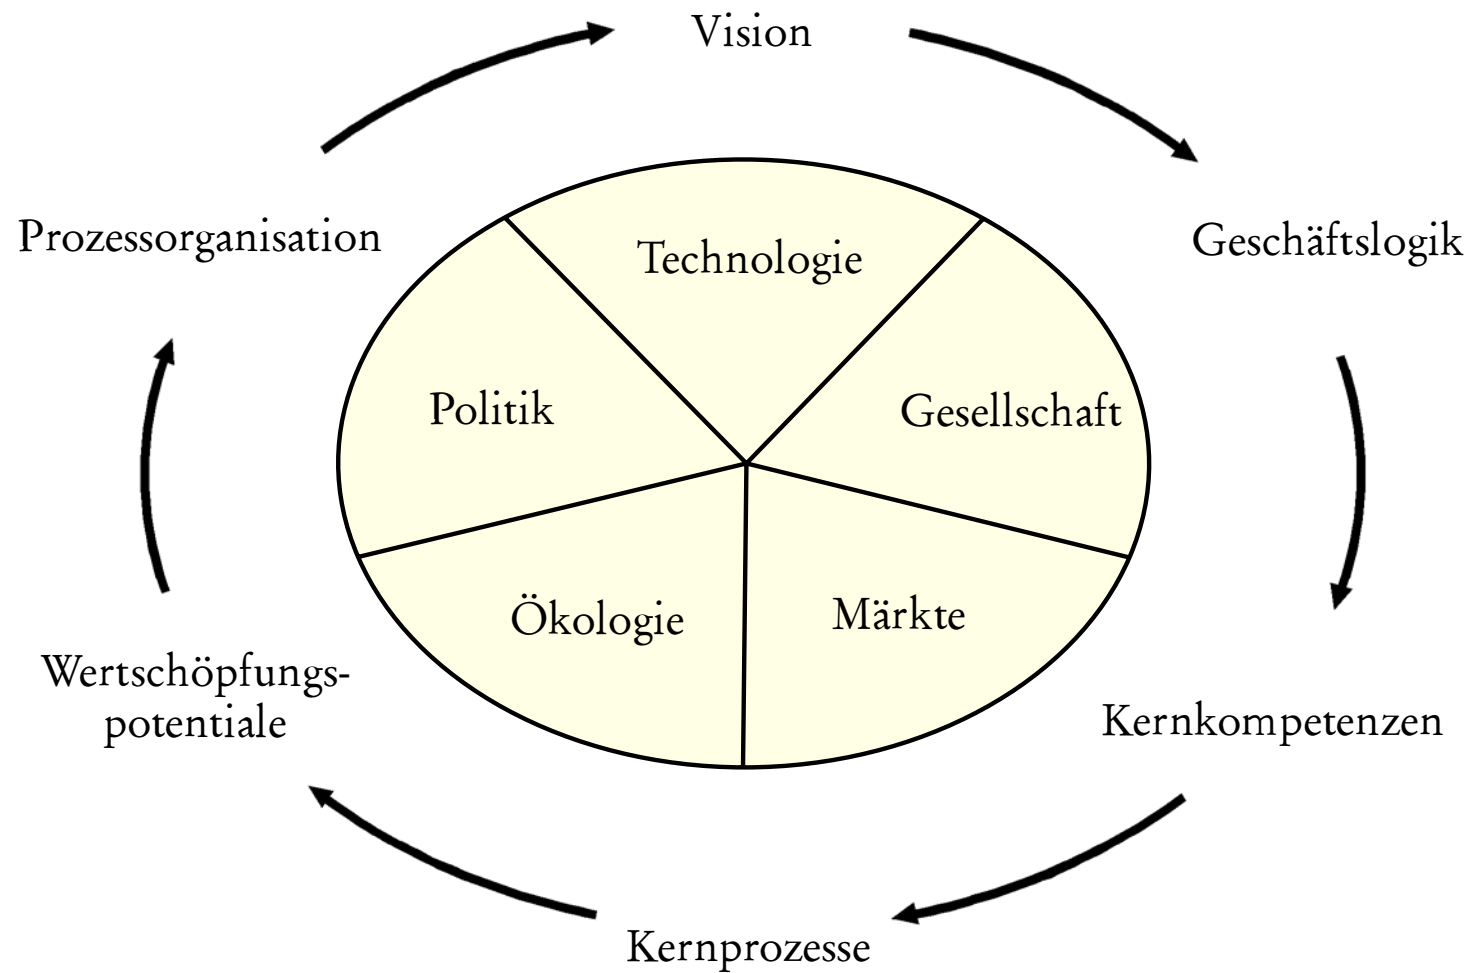 Vision
Prozessorganisation
Geschäftslogik
Technologie
Politik
Gesellschaft
Ökologie
Märkte
Wertschöpfungs-
potentiale
Kernkompetenzen
Kernprozesse